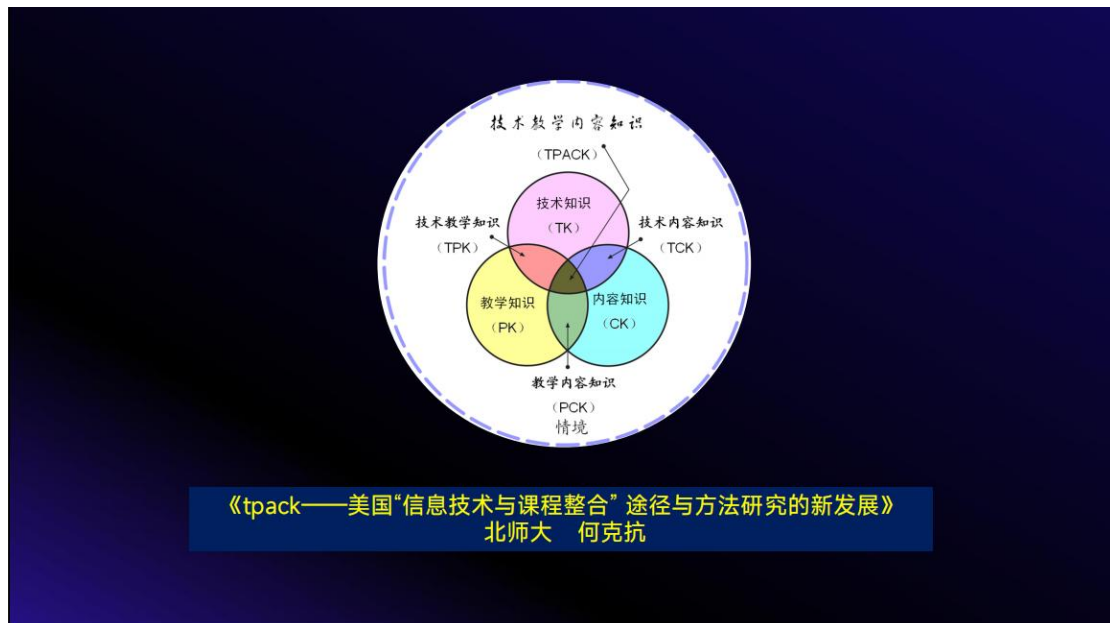 技术教学内容知识
（TPACK）
技术知识
（TK）
技术教学知识
（TPK）
技术内容知识
（TCK）
教学知识
（PK）
内容知识
（CK）
教学内容知识
（PCK）
情境
《tpack——美国“信息技术与课程整合” 途径与方法研究的新发展》
北师大 何克抗